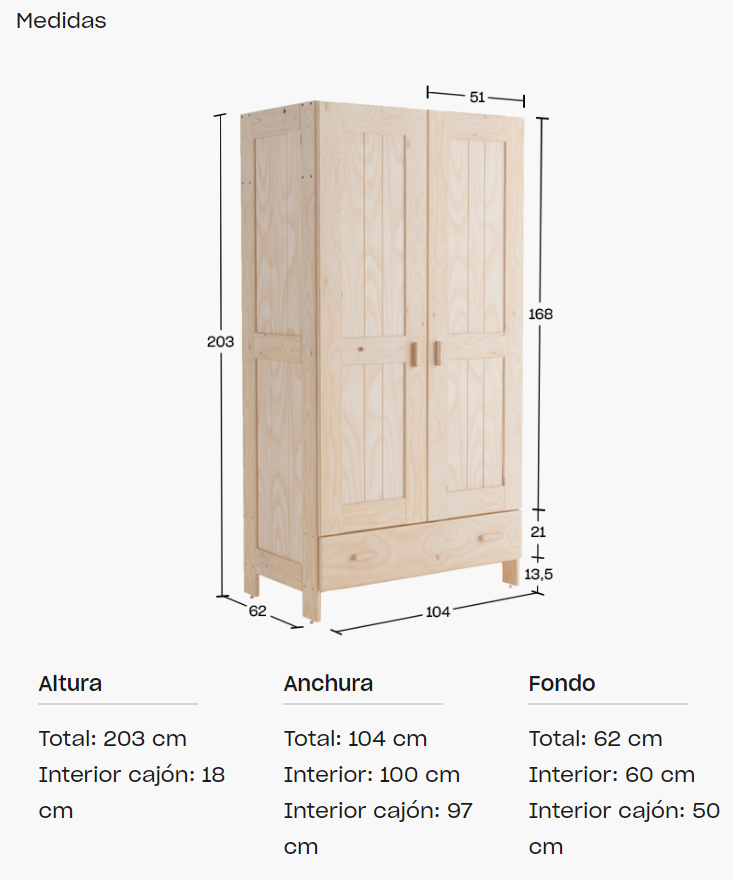 Medidas
51
203
168
21
13,5
62
104
Altura
Total: 203 cm
Interior cajón: 18
cm
Anchura
Total: 104 cm
Interior: 100 cm
Interior cajón: 97
cm
Fondo
Total: 62 cm
Interior: 60 cm
Interior cajón: 50
cm